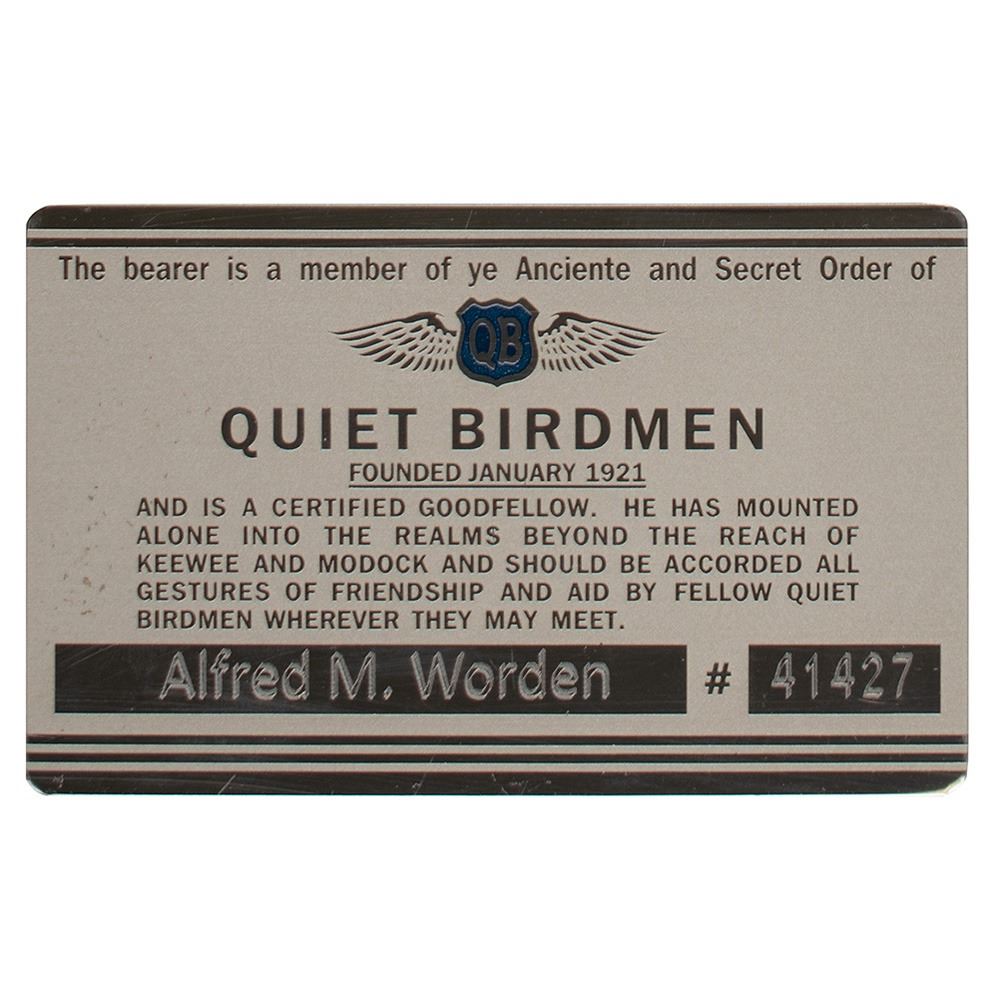 The bearer is a member of ye Anciente and Secret Order of
QB
QUIET BIRDMEN
FOUNDED JANUARY 1921
AND IS A CERTIFIED GOODFELLOW. HE HAS MOUNTED
ALONE INTO THE REALMS BEYOND THE REACH OF
KEEWEE AND MODOCK AND SHOULD BE ACCORDED ALL
GESTURES OF FRIENDSHIP AND AID BY FELLOW QUIET
BIRDMEN WHEREVER THEY MAY MEET.
Alfred M. Worden # 41427